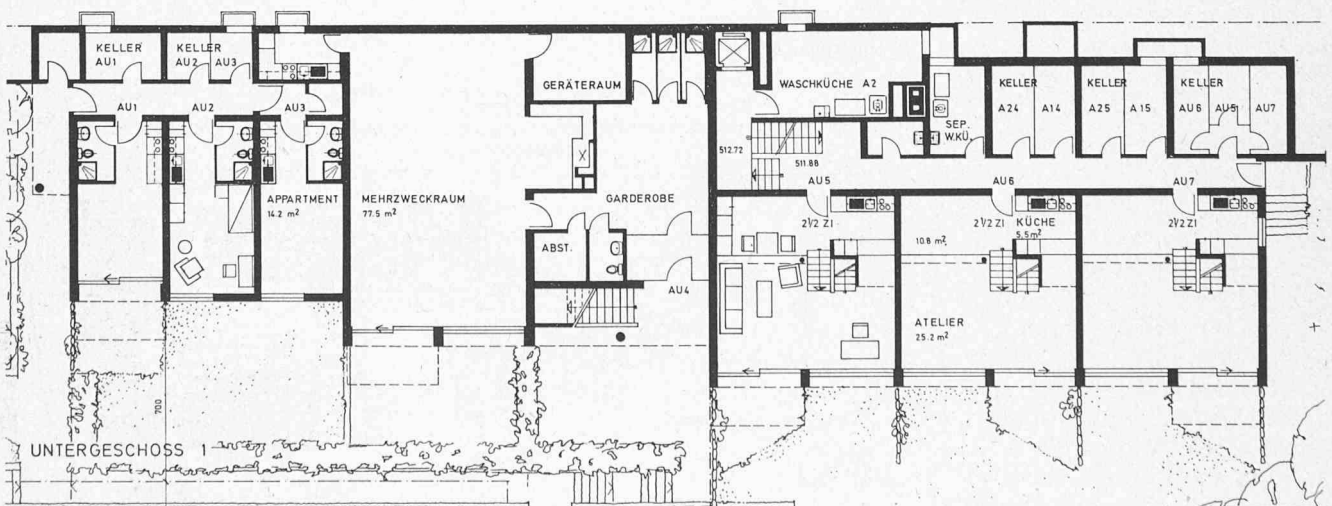 KELLER
AU1
KELLER
AU2
AU3
AU1
AU2
AU3
APPARTMENT
14.2 m²
MEHRZWECKRAUM
77.5 m²
GERÄTERAUM
GARDEROBE
ABST.
AU4
WASCHKÜCHE A2
SEP.
W.KÜ.
KELLER
A24
A14
KELLER
A25
A15
KELLER
AU6
AU5
AU7
512.72
511.88
AU5
AU6
AU7
2 1/2 ZI
10.8 m²
2 1/2 ZI
KÜCHE
5.5 m²
2 1/2 ZI
ATELIER
25.2 m²
700
UNTERGESCHOSS 1